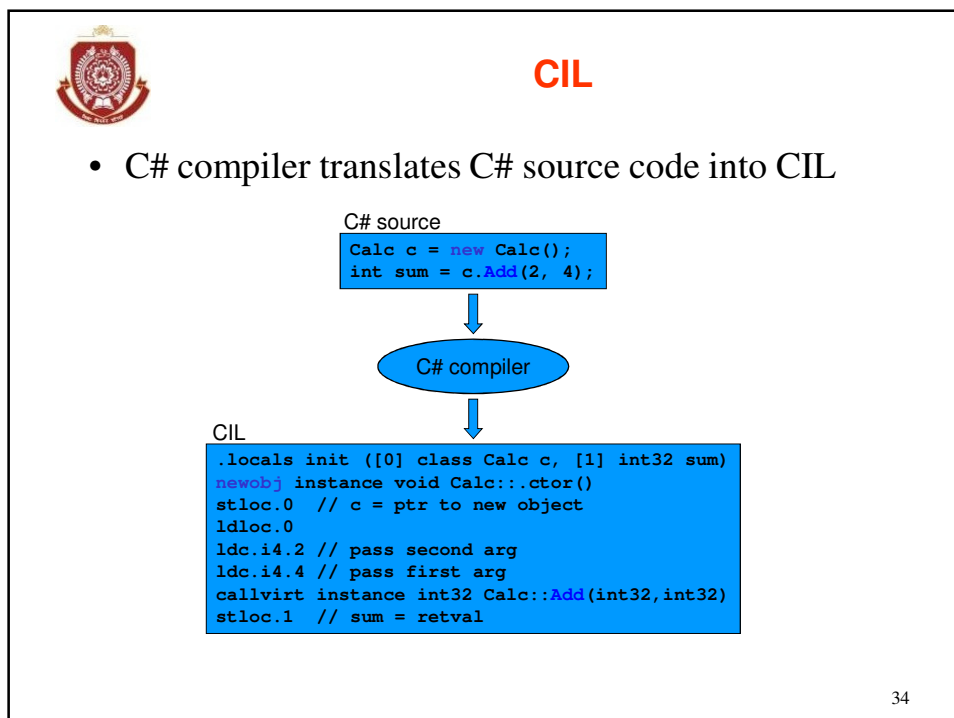 CIL
• C# compiler translates C# source code into CIL
C# source
Calc c = new Calc();
int sum = c.Add(2, 4);
C# compiler
CIL
.locals init ([0] class Calc c, [1] int32 sum)
newobj instance void Calc::.ctor()
stloc.0  // c = ptr to new object
ldloc.0
ldc.i4.2 // pass second arg
ldc.i4.4 // pass first arg
callvirt instance int32 Calc::Add(int32,int32)
stloc.1  // sum = retval
34